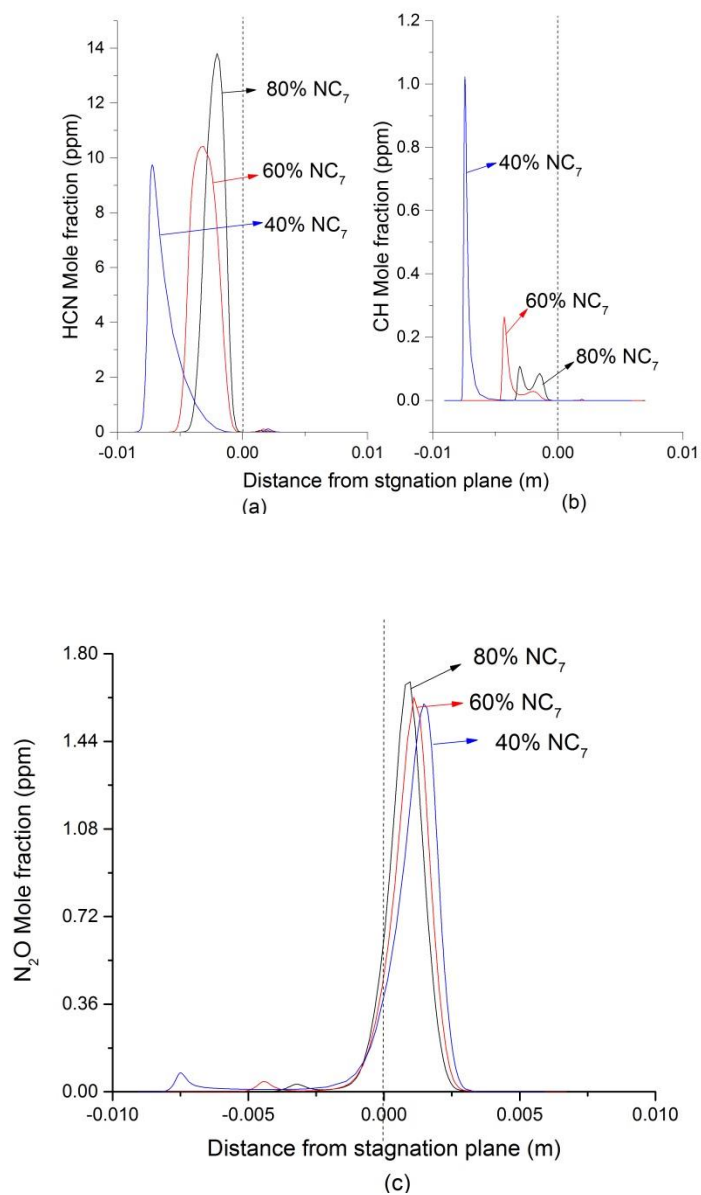 14
12
10
8
6
4
2
0
HCN Mole fraction (ppm)
80% NC7
60% NC7
40% NC7
-0.01 0.00 0.01
1.0
0.8
0.6
0.4
0.2
0.0
CH Mole fraction (ppm)
40% NC7
60% NC7
80% NC7
-0.01 0.00 0.01
Distance from stgnation plane (m)
(a) (b)
1.80
1.44
1.08
0.72
0.36
0.00
N2O Mole fraction (ppm)
80% NC7
60% NC7
40% NC7
-0.010 -0.005 0.000 0.005 0.010
Distance from stagnation plane (m)
(c)